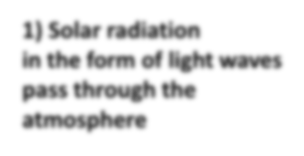 1) Solar radiation
in the form of light waves
pass through the
atmosphere